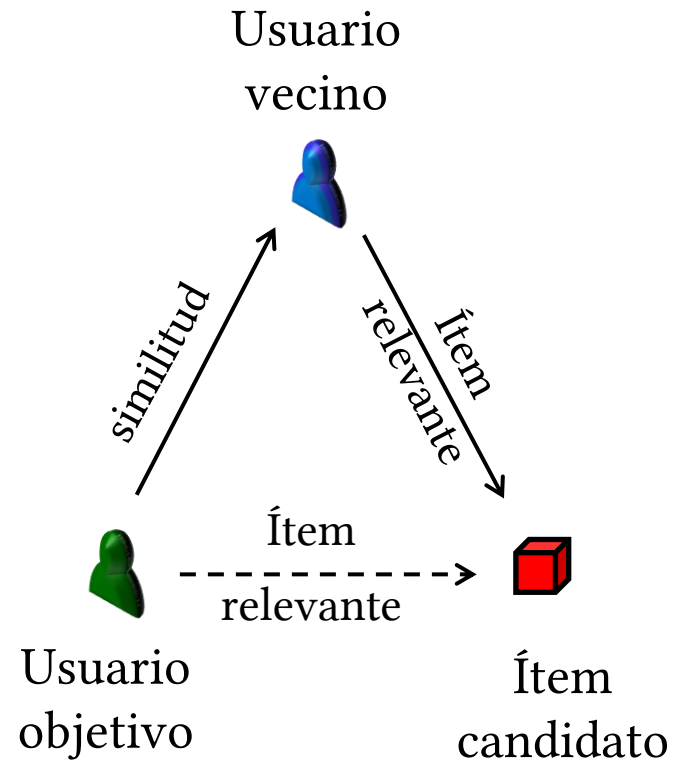 Usuario
vecino
similitud
Ítem
relevante
Ítem
relevante
Usuario
objetivo
Ítem
candidato